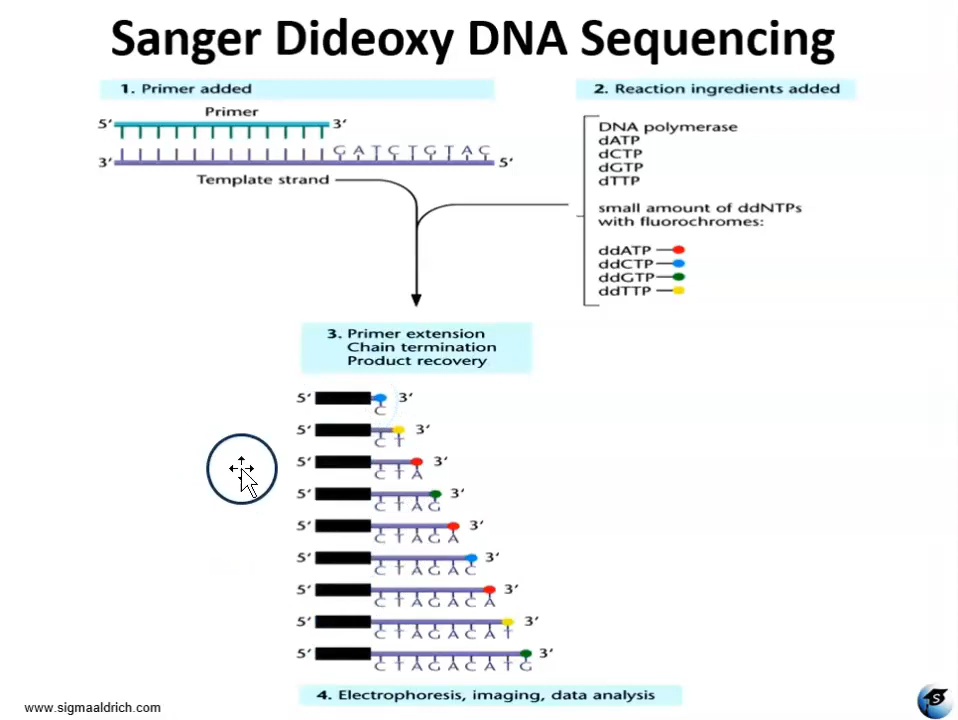 Sanger Dideoxy DNA Sequencing
1. Primer added
Primer
5′ 3′
G A T C T G T A C
3′ 5′
Template strand
2. Reaction ingredients added
DNA polymerase
dATP
dCTP
dGTP
dTTP
small amount of ddNTPs
with fluorochromes:
ddATP
ddCTP
ddGTP
ddTTP
3. Primer extension
Chain termination
Product recovery
5′ 3′
C
5′ 3′
C T
5′ 3′
C T A
5′ 3′
C T A G
5′ 3′
C T A G A
5′ 3′
C T A G A C
5′ 3′
C T A G A C A
5′ 3′
C T A G A C A T
5′ 3′
C T A G A C A T G
4. Electrophoresis, imaging, data analysis
www.sigmaaldrich.com
S